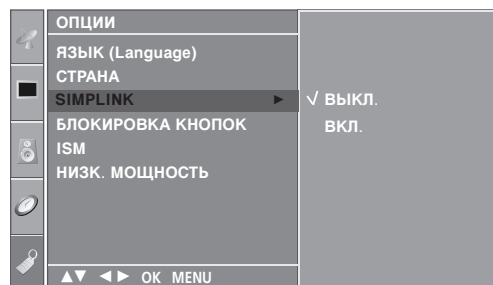 ОПЦИИ
ЯЗЫК (Language)
СТРАНА
SIMPLINK ► √ ВЫКЛ.
БЛОКИРОВКА КНОПОК ВКЛ.
ISM
НИЗК. МОЩНОСТЬ
▲▼ ◄► OK MENU